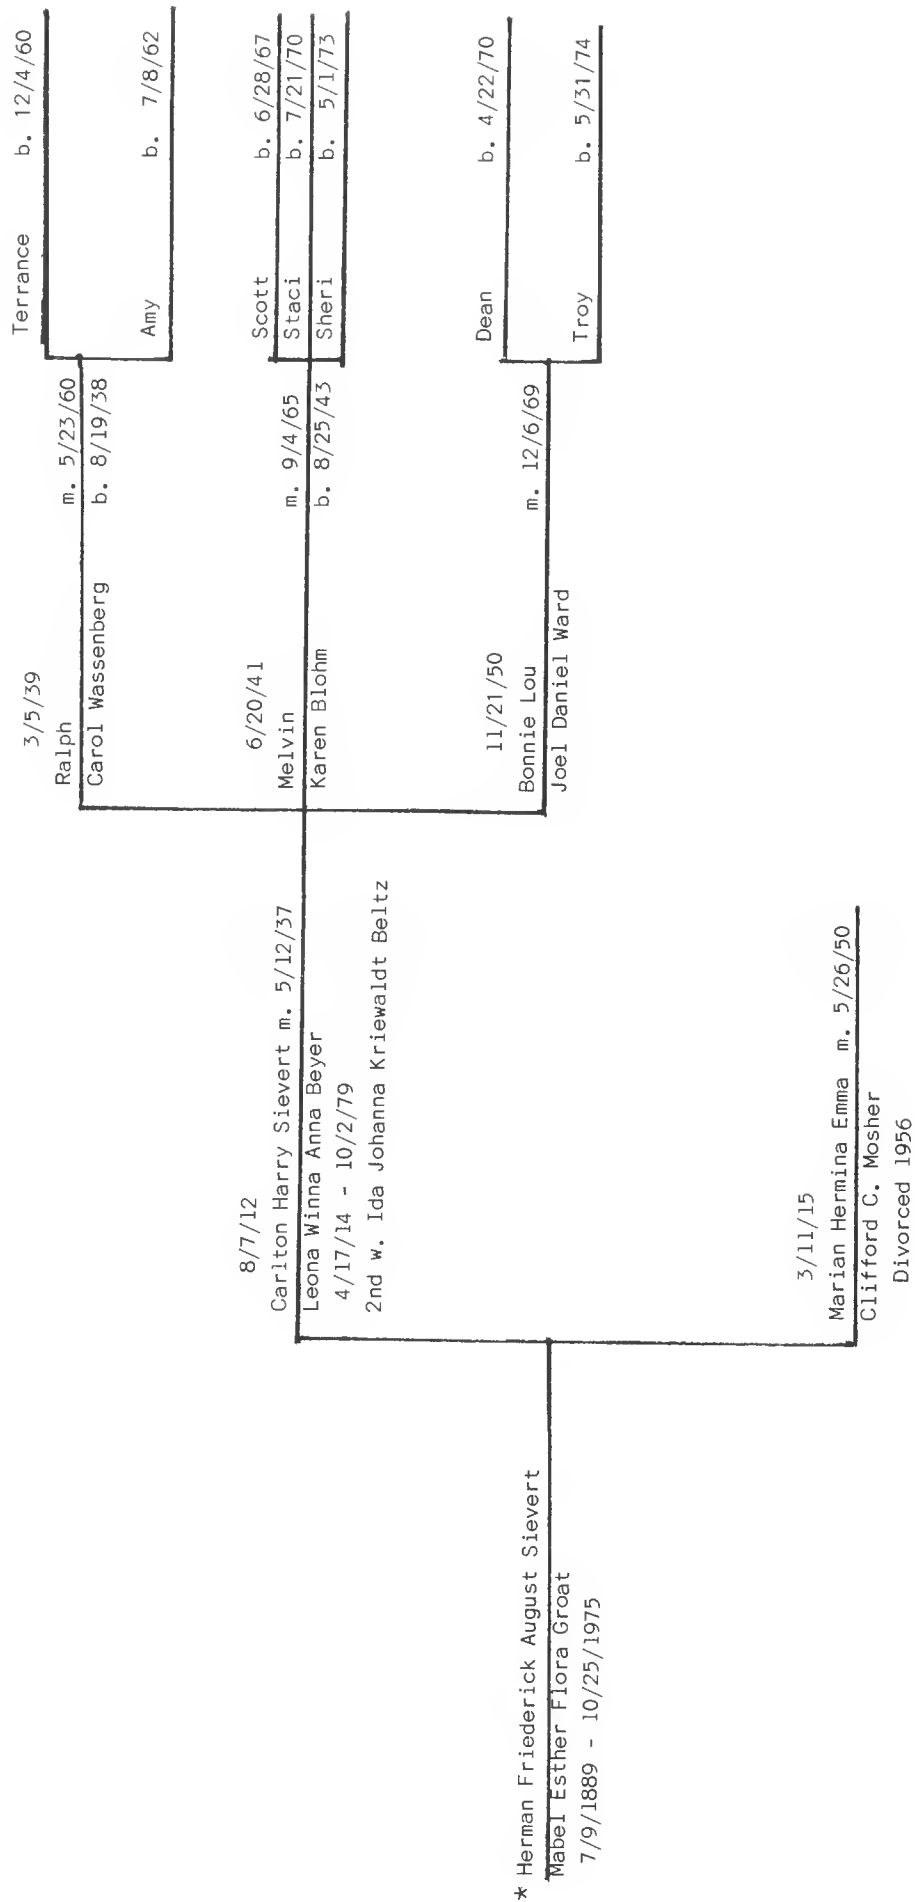 * Herman Friederick August Sievert
Mabel Esther Flora Groat
7/9/1889 - 10/25/1975
8/7/12
Carlton Harry Sievert m. 5/12/37
Leona Winna Anna Beyer
4/17/14 - 10/2/79
2nd w. Ida Johanna Kriewaldt Beltz
3/11/15
Marian Hermina Emma m. 5/26/50
Clifford C. Mosher
Divorced 1956
3/5/39
Ralph m. 5/23/60
Carol Wassenberg b. 8/19/38
6/20/41
Melvin m. 9/4/65
Karen Blohm b. 8/25/43
11/21/50
Bonnie Lou m. 12/6/69
Joel Daniel Ward
Terrance b. 12/4/60
Amy b. 7/8/62
Scott b. 6/28/67
Staci b. 7/21/70
Sheri b. 5/1/73
Dean b. 4/22/70
Troy b. 5/31/74